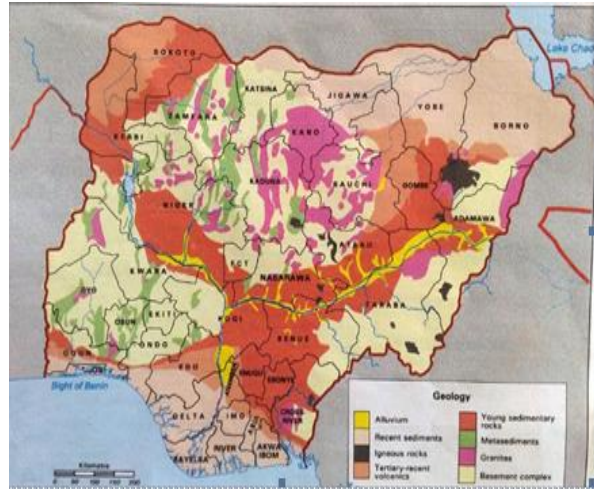 Lake Chad
SOKOTO
KATSINA
JIGAWA
ZAMFARA
YOBE
BORNO
KANO
KEBBI
KADUNA
BAUCHI
GOMBE
NIGER
ADAMAWA
PLATAEU
FCT
KWARA
NASARAWA
TARABA
OYO
KOGI
EKITI
OSUN
BENUE
ONDO
OGUN
EDO
ENUGU
EBONYI
Bight of Benin
CROSS RIVER
DELTA
IMO
RIVER
AKWA IBOM
BAYELSA
Kilometres
Geology
Alluvium
Recent sediments
Igneous rocks
Tertiary-recent volcanics
Young sedimentary rocks
Metasediments
Granites
Basement complex